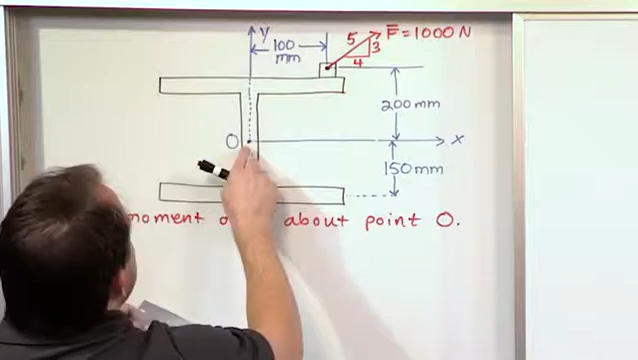 y
100
mm
5
3
4
F = 1000 N
200 mm
O
x
150 mm
moment about point O.